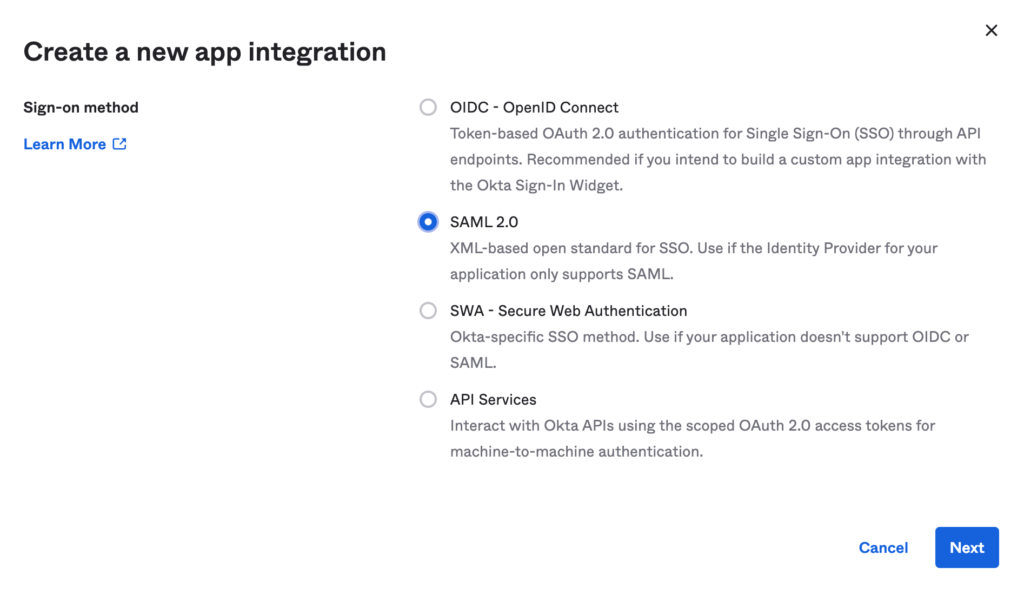 Create a new app integration
Sign-on method
Learn More
OIDC - OpenID Connect
Token-based OAuth 2.0 authentication for Single Sign-On (SSO) through API
endpoints. Recommended if you intend to build a custom app integration with
the Okta Sign-In Widget.
SAML 2.0
XML-based open standard for SSO. Use if the Identity Provider for your
application only supports SAML.
SWA - Secure Web Authentication
Okta-specific SSO method. Use if your application doesn't support OIDC or
SAML.
API Services
Interact with Okta APIs using the scoped OAuth 2.0 access tokens for
machine-to-machine authentication.
Cancel
Next